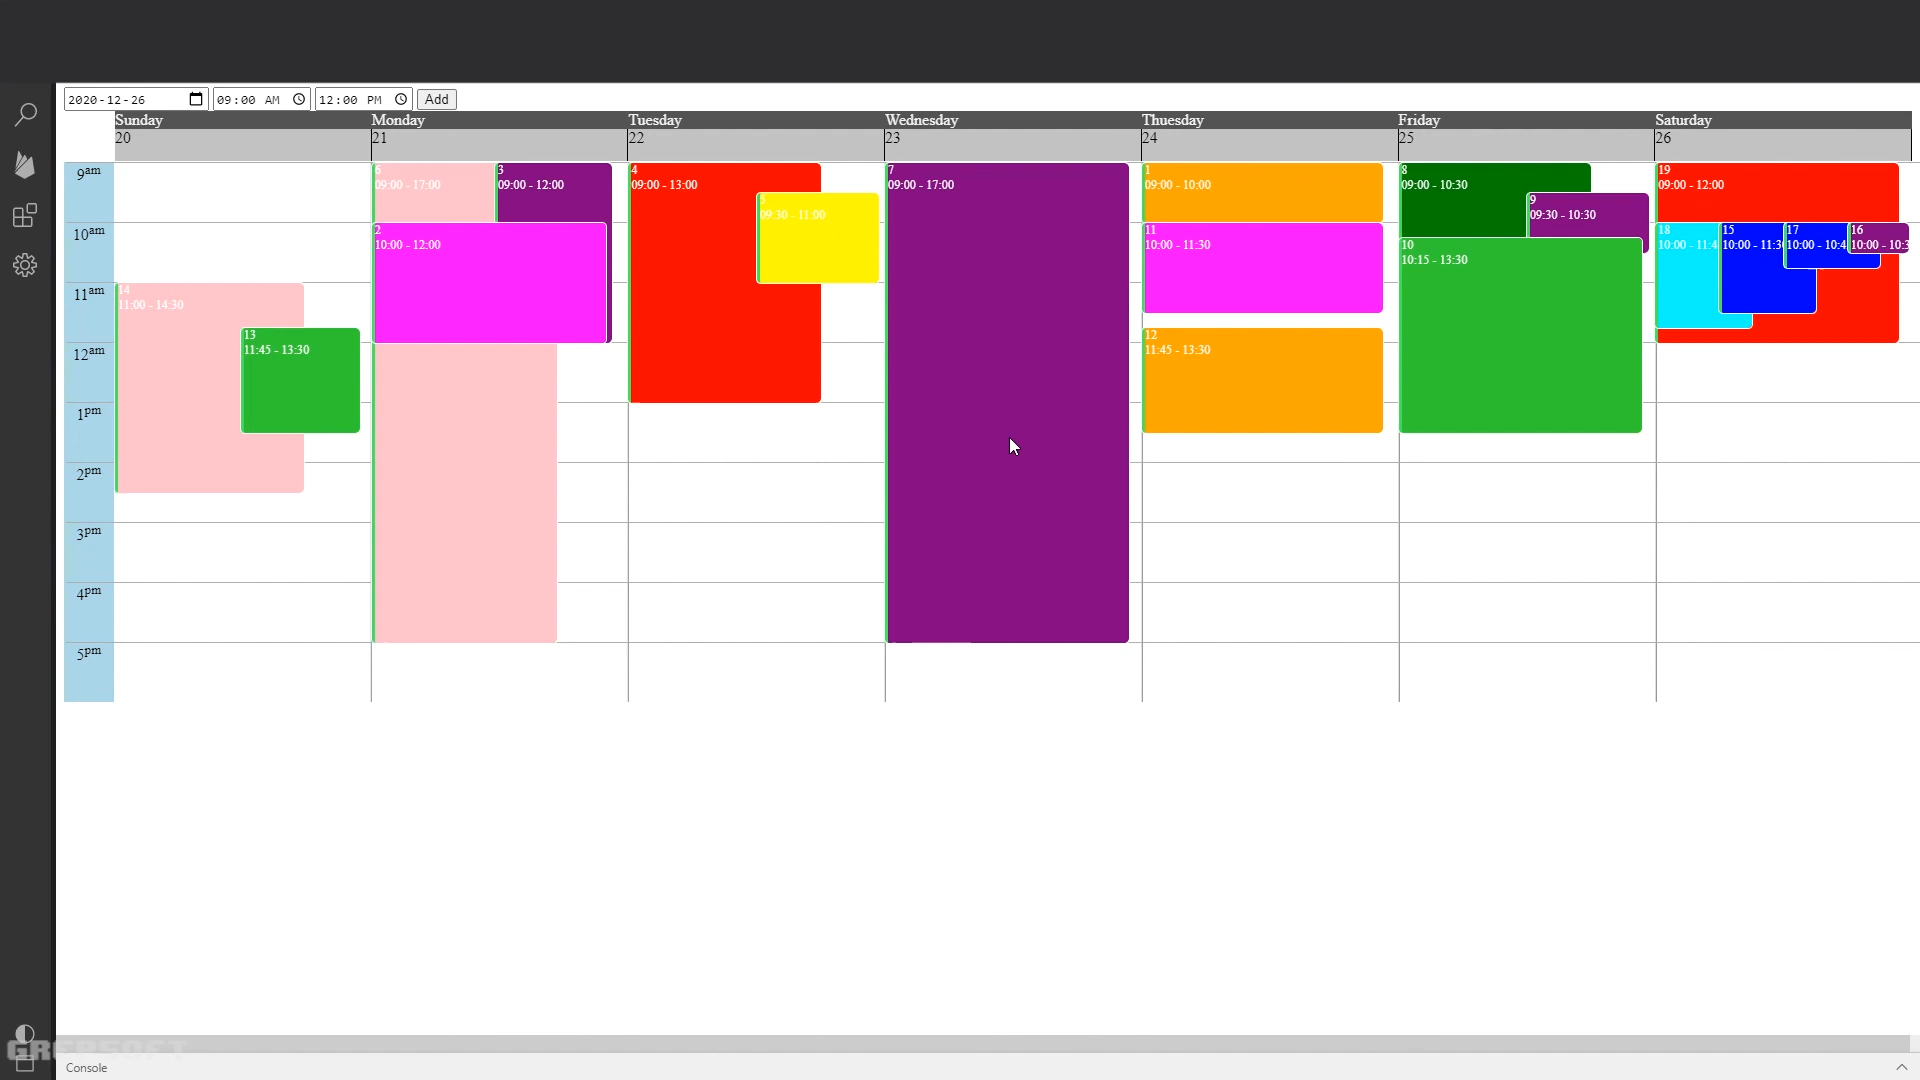 2020-12-26 09:00 AM 12:00 PM Add
Sunday Monday Tuesday Wednesday Thuesday Friday Saturday
20 21 22 23 24 25 26
9am
10am
11am
12am
1pm
2pm
3pm
4pm
5pm
14
11:00 - 14:30
13
11:45 - 13:30
6
09:00 - 17:00
3
09:00 - 12:00
2
10:00 - 12:00
4
09:00 - 13:00
5
09:30 - 11:00
7
09:00 - 17:00
1
09:00 - 10:00
11
10:00 - 11:30
12
11:45 - 13:30
8
09:00 - 10:30
9
09:30 - 10:30
10
10:15 - 13:30
19
09:00 - 12:00
18
10:00 - 11:4
15
10:00 - 11:3
17
10:00 - 10:4
16
10:00 - 10:3
GREPSOFT
Console